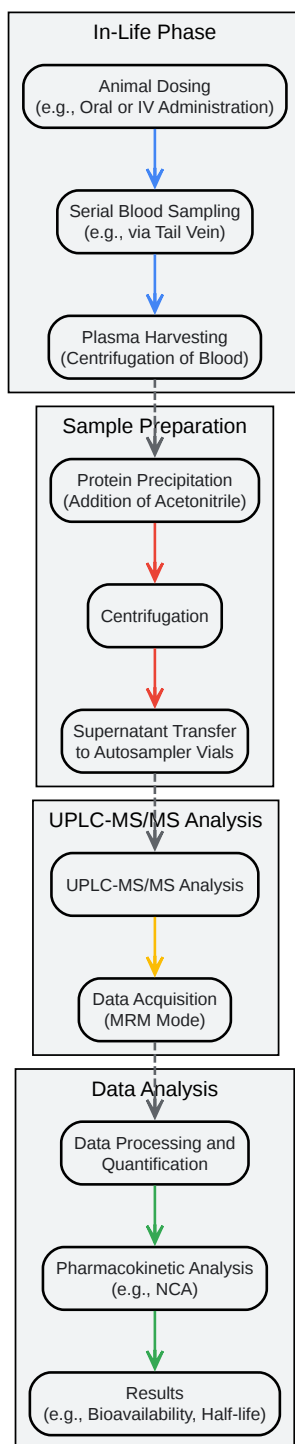 In-Life Phase
Animal Dosing
(e.g., Oral or IV Administration)
Serial Blood Sampling
(e.g., via Tail Vein)
Plasma Harvesting
(Centrifugation of Blood)
Sample Preparation
Protein Precipitation
(Addition of Acetonitrile)
Centrifugation
Supernatant Transfer
to Autosampler Vials
UPLC-MS/MS Analysis
UPLC-MS/MS Analysis
Data Acquisition
(MRM Mode)
Data Analysis
Data Processing and
Quantification
Pharmacokinetic Analysis
(e.g., NCA)
Results
(e.g., Bioavailability, Half-life)